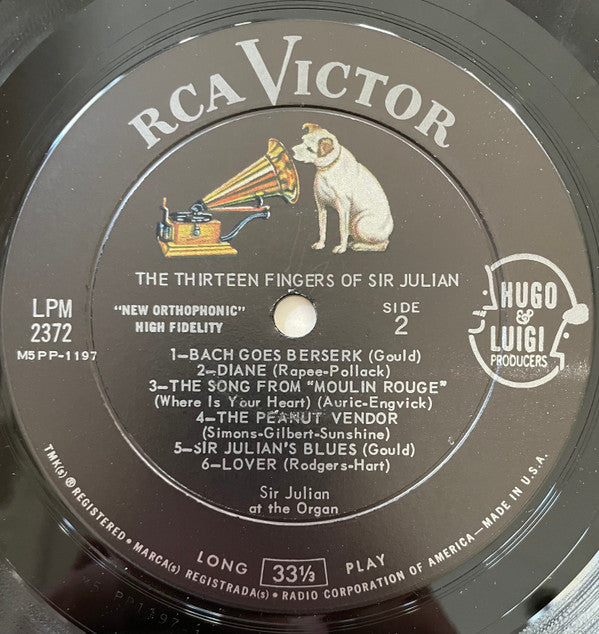 RCA VICTOR
THE THIRTEEN FINGERS OF SIR JULIAN
LPM
2372
M5PP-1197
"NEW ORTHOPHONIC"
HIGH FIDELITY
SIDE
2
HUGO
&
LUIGI
PRODUCERS
1—BACH GOES BERSERK (Gould)
2—DIANE (Rapee-Pollack)
3—THE SONG FROM "MOULIN ROUGE"
(Where Is Your Heart) (Auric-Engvick)
4—THE PEANUT VENDOR
(Simons-Gilbert-Sunshine)
5—SIR JULIAN'S BLUES (Gould)
6—LOVER (Rodgers-Hart)
Sir Julian
at the Organ
LONG 33⅓ PLAY
TMK(s) ® REGISTERED • MARCA(s) REGISTRADA(s) • RADIO CORPORATION OF AMERICA—MADE IN U.S.A.